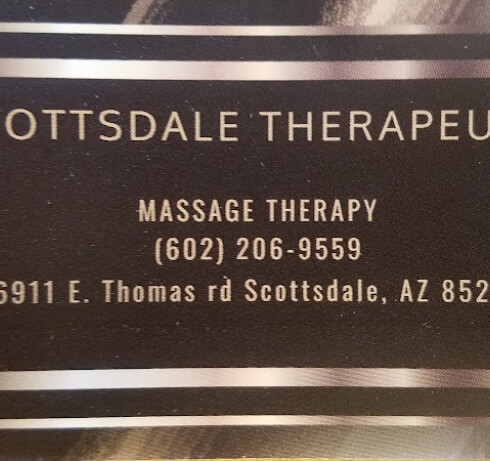 OTTSDALE THERAPEU
MASSAGE THERAPY
(602) 206-9559
6911 E. Thomas rd Scottsdale, AZ 852